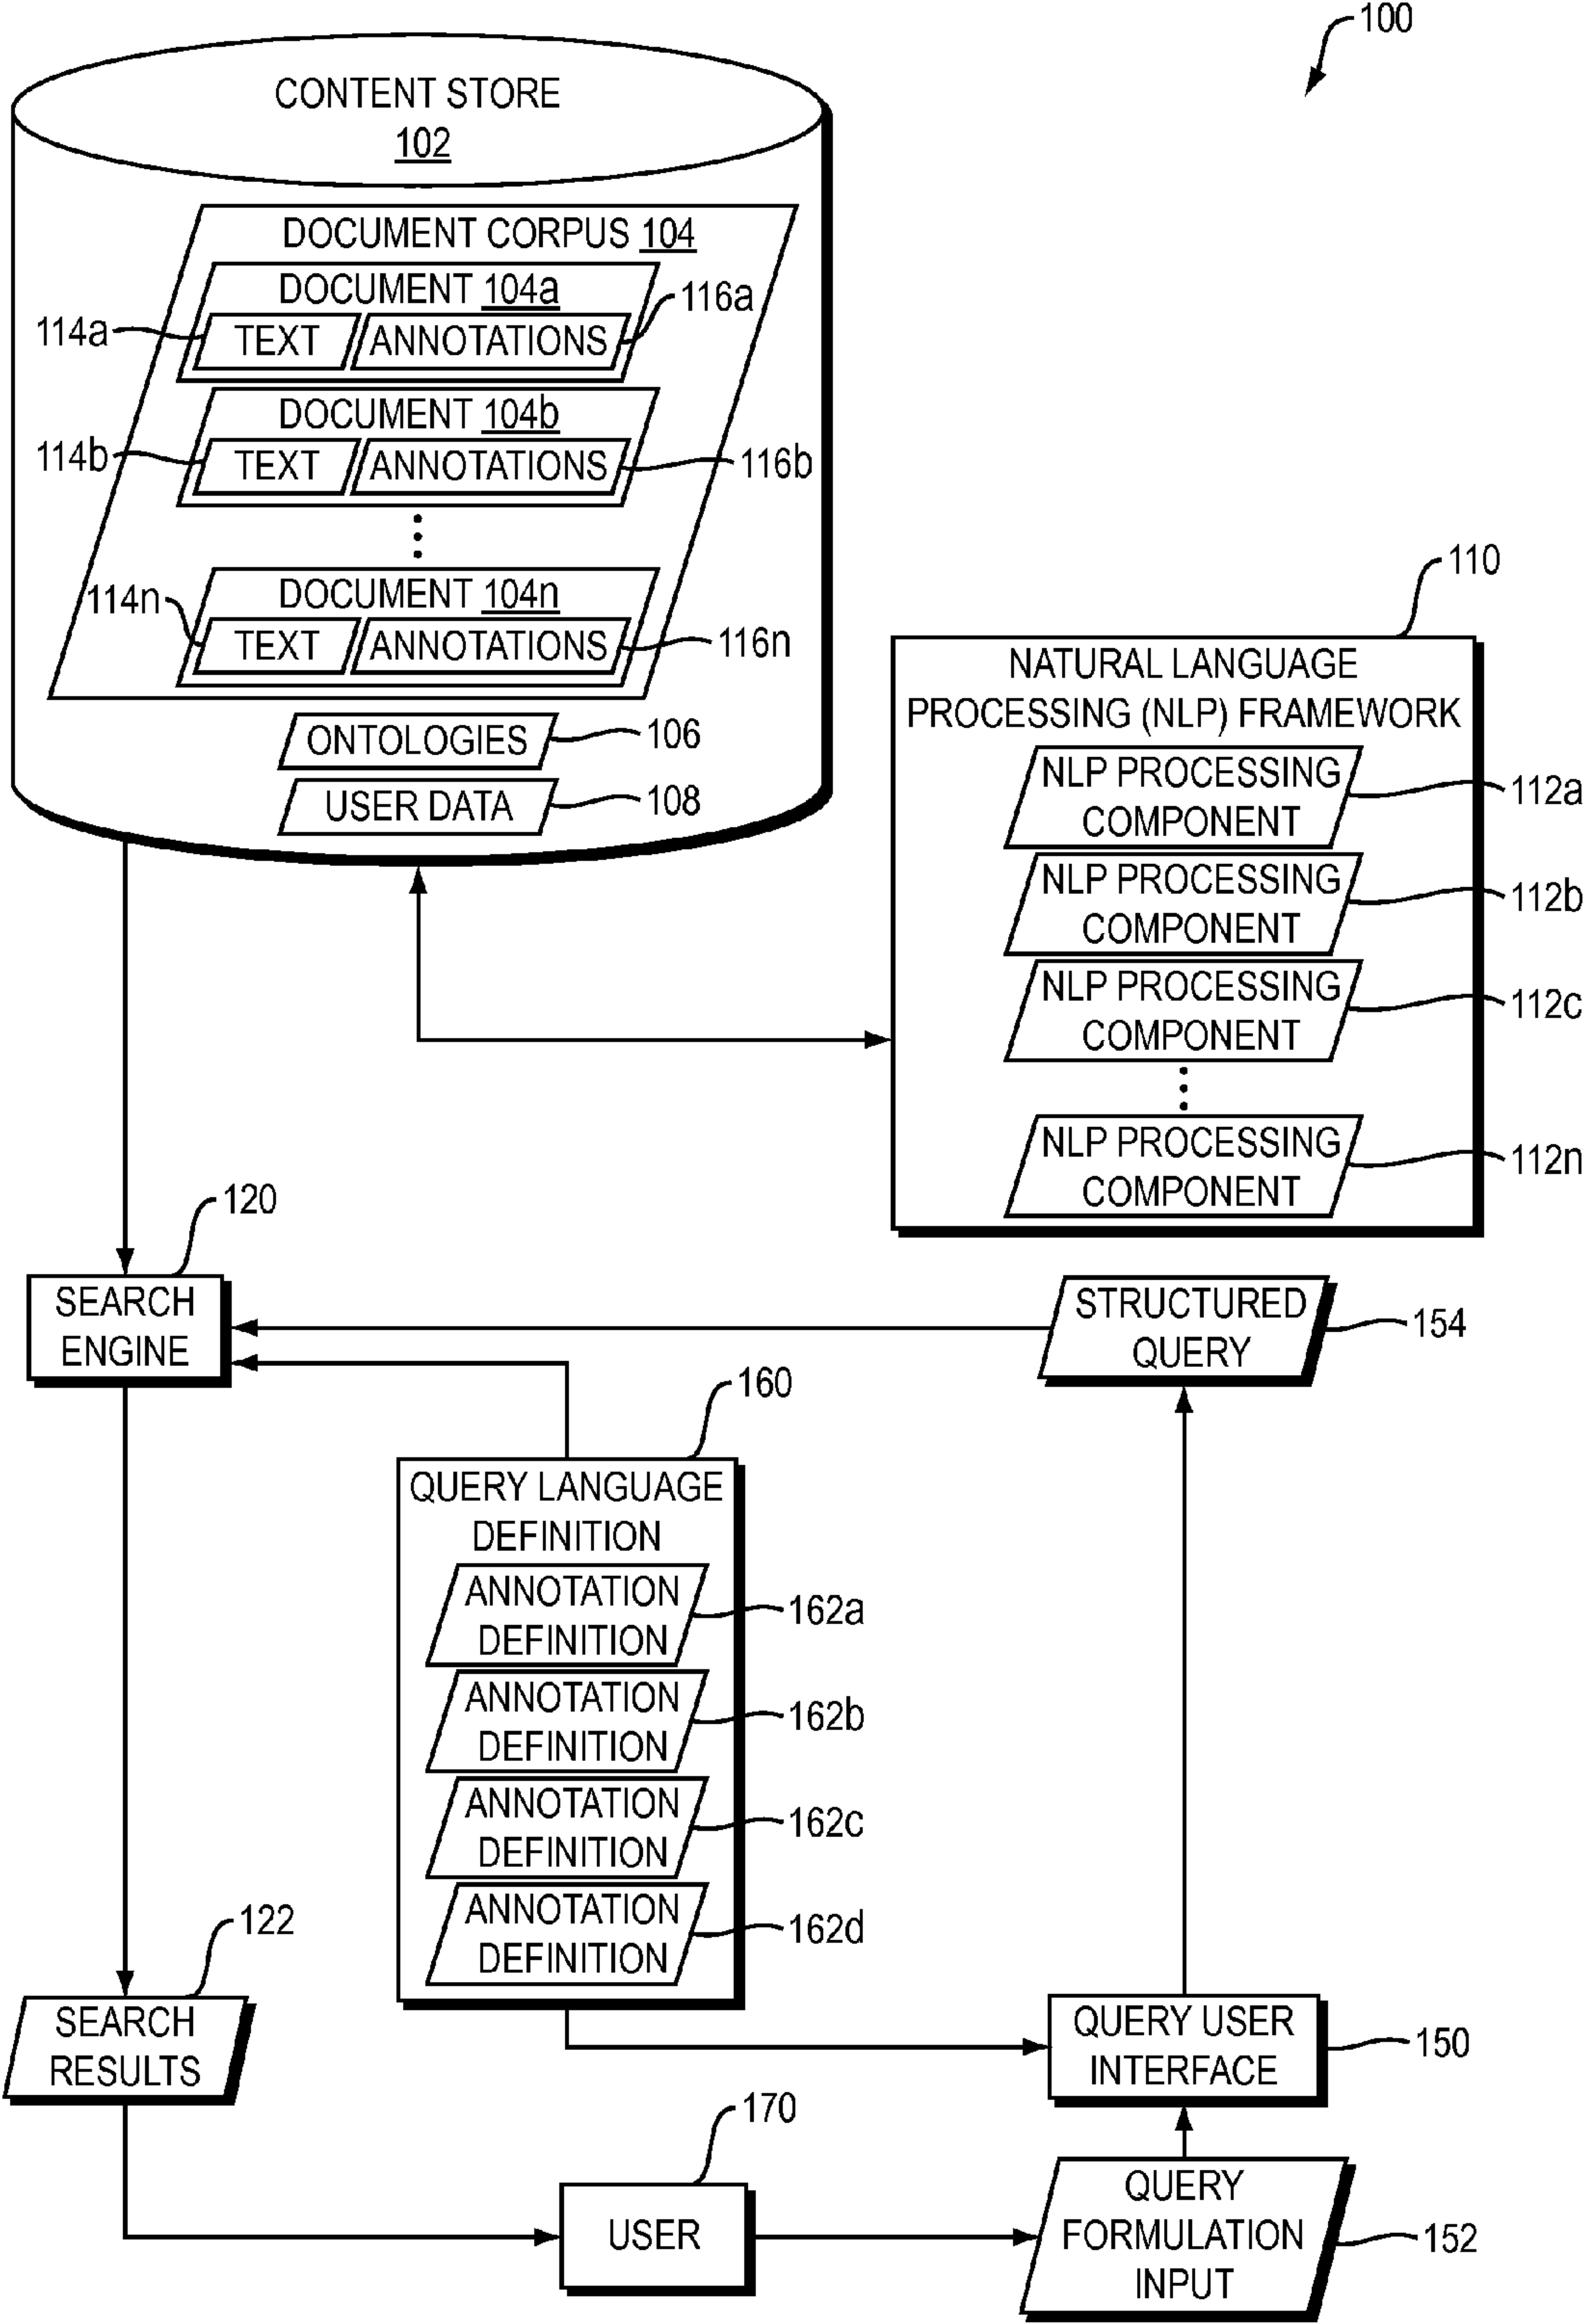 100
CONTENT STORE
102
DOCUMENT CORPUS 104
DOCUMENT 104a
116a
114a
TEXT
ANNOTATIONS
DOCUMENT 104b
114b
TEXT
ANNOTATIONS
116b
DOCUMENT 104n
114n
TEXT
ANNOTATIONS
116n
ONTOLOGIES
106
USER DATA
108
110
NATURAL LANGUAGE
PROCESSING (NLP) FRAMEWORK
NLP PROCESSING
COMPONENT
112a
NLP PROCESSING
COMPONENT
112b
NLP PROCESSING
COMPONENT
112c
NLP PROCESSING
COMPONENT
112n
120
SEARCH
ENGINE
STRUCTURED
QUERY
154
160
QUERY LANGUAGE
DEFINITION
ANNOTATION
DEFINITION
162a
ANNOTATION
DEFINITION
162b
ANNOTATION
DEFINITION
162c
ANNOTATION
DEFINITION
162d
122
SEARCH
RESULTS
QUERY USER
INTERFACE
150
170
USER
QUERY
FORMULATION
INPUT
152